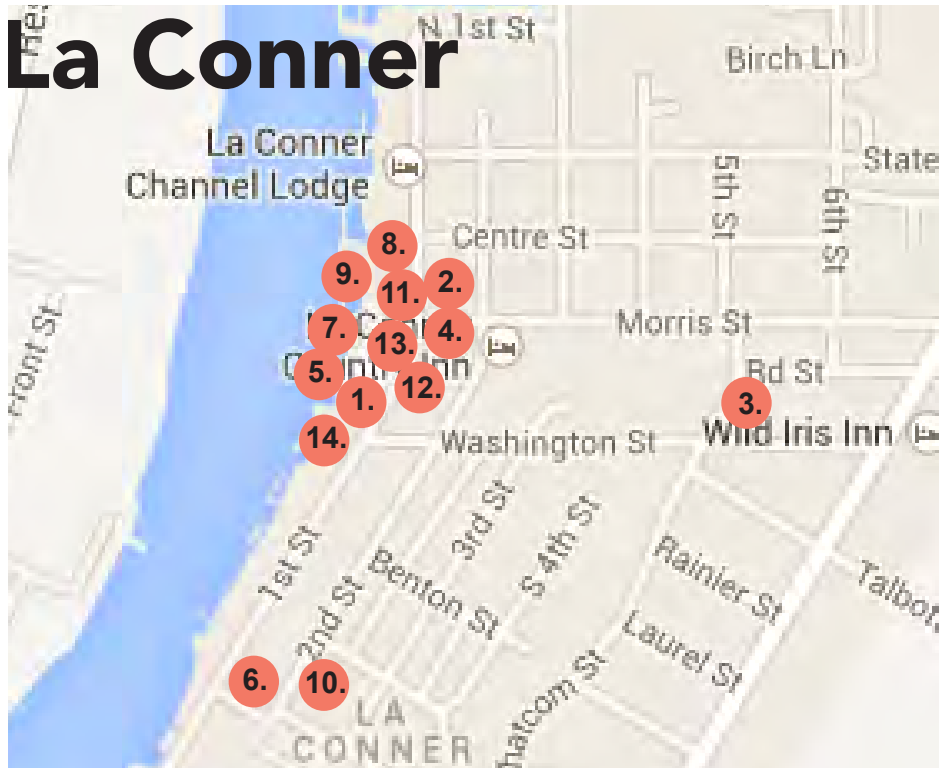 La Conner
N 1st St
Birch Ln
La Conner
Channel Lodge
State
5th St
6th St
Centre St
8.
9.
2.
11.
Morris St
7.
4.
13.
Inn
5.
12.
Rd St
1.
3.
14.
Washington St
Wild Iris Inn
Front St
3rd St
S 4th St
1st St
2nd St
Benton St
Rainier St
Talbot
Laurel St
6.
10.
LA
CONNER